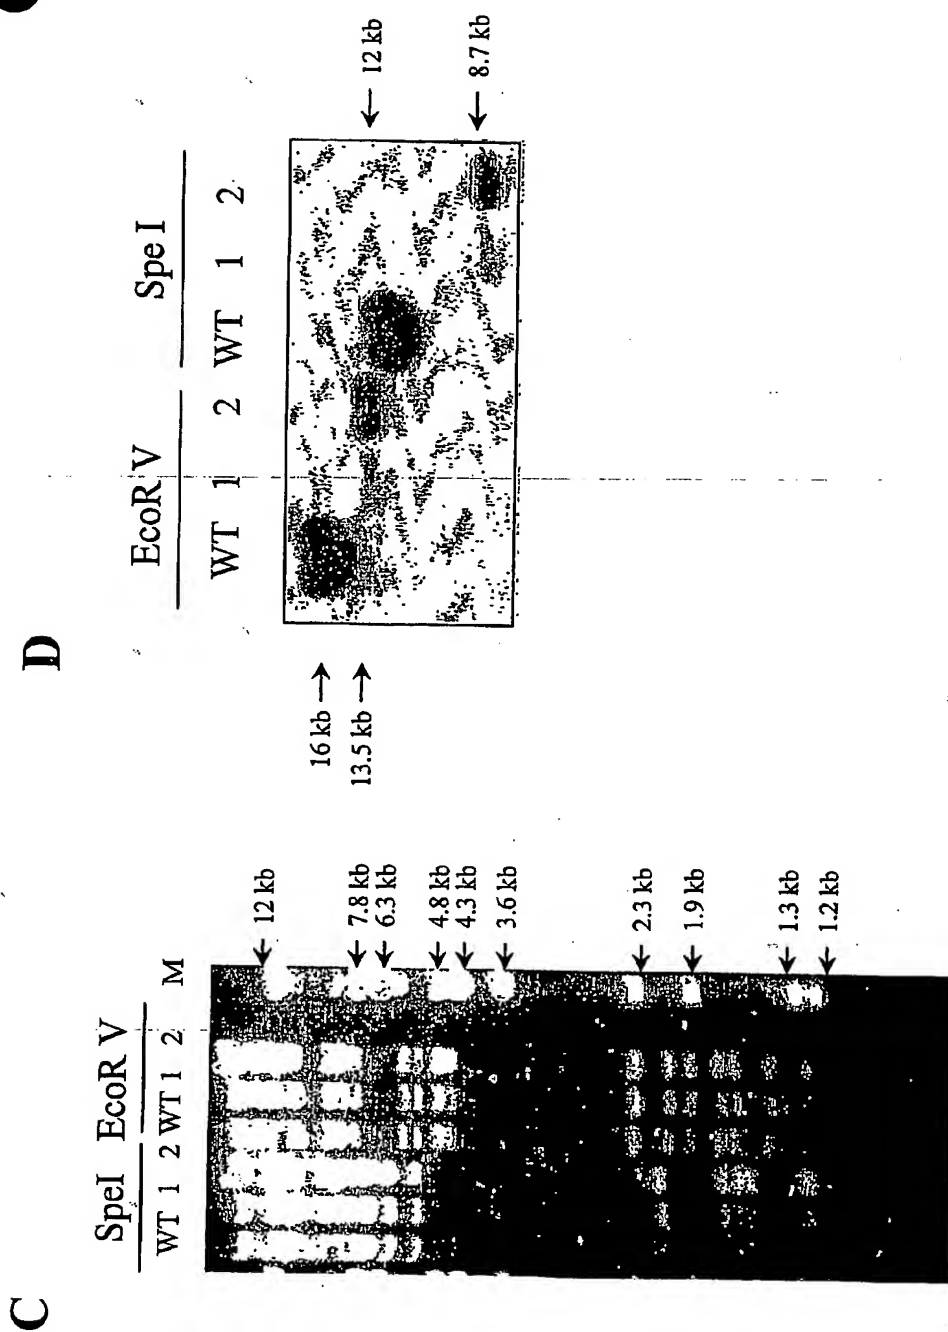 C
SpeI EcoR V
WT 1 2 WT 1 2 M
12 kb
7.8 kb
6.3 kb
4.8 kb
4.3 kb
3.6 kb
2.3 kb
1.9 kb
1.3 kb
1.2 kb
D
EcoR V Spe I
WT 1 2 WT 1 2
16 kb
13.5 kb
12 kb
8.7 kb